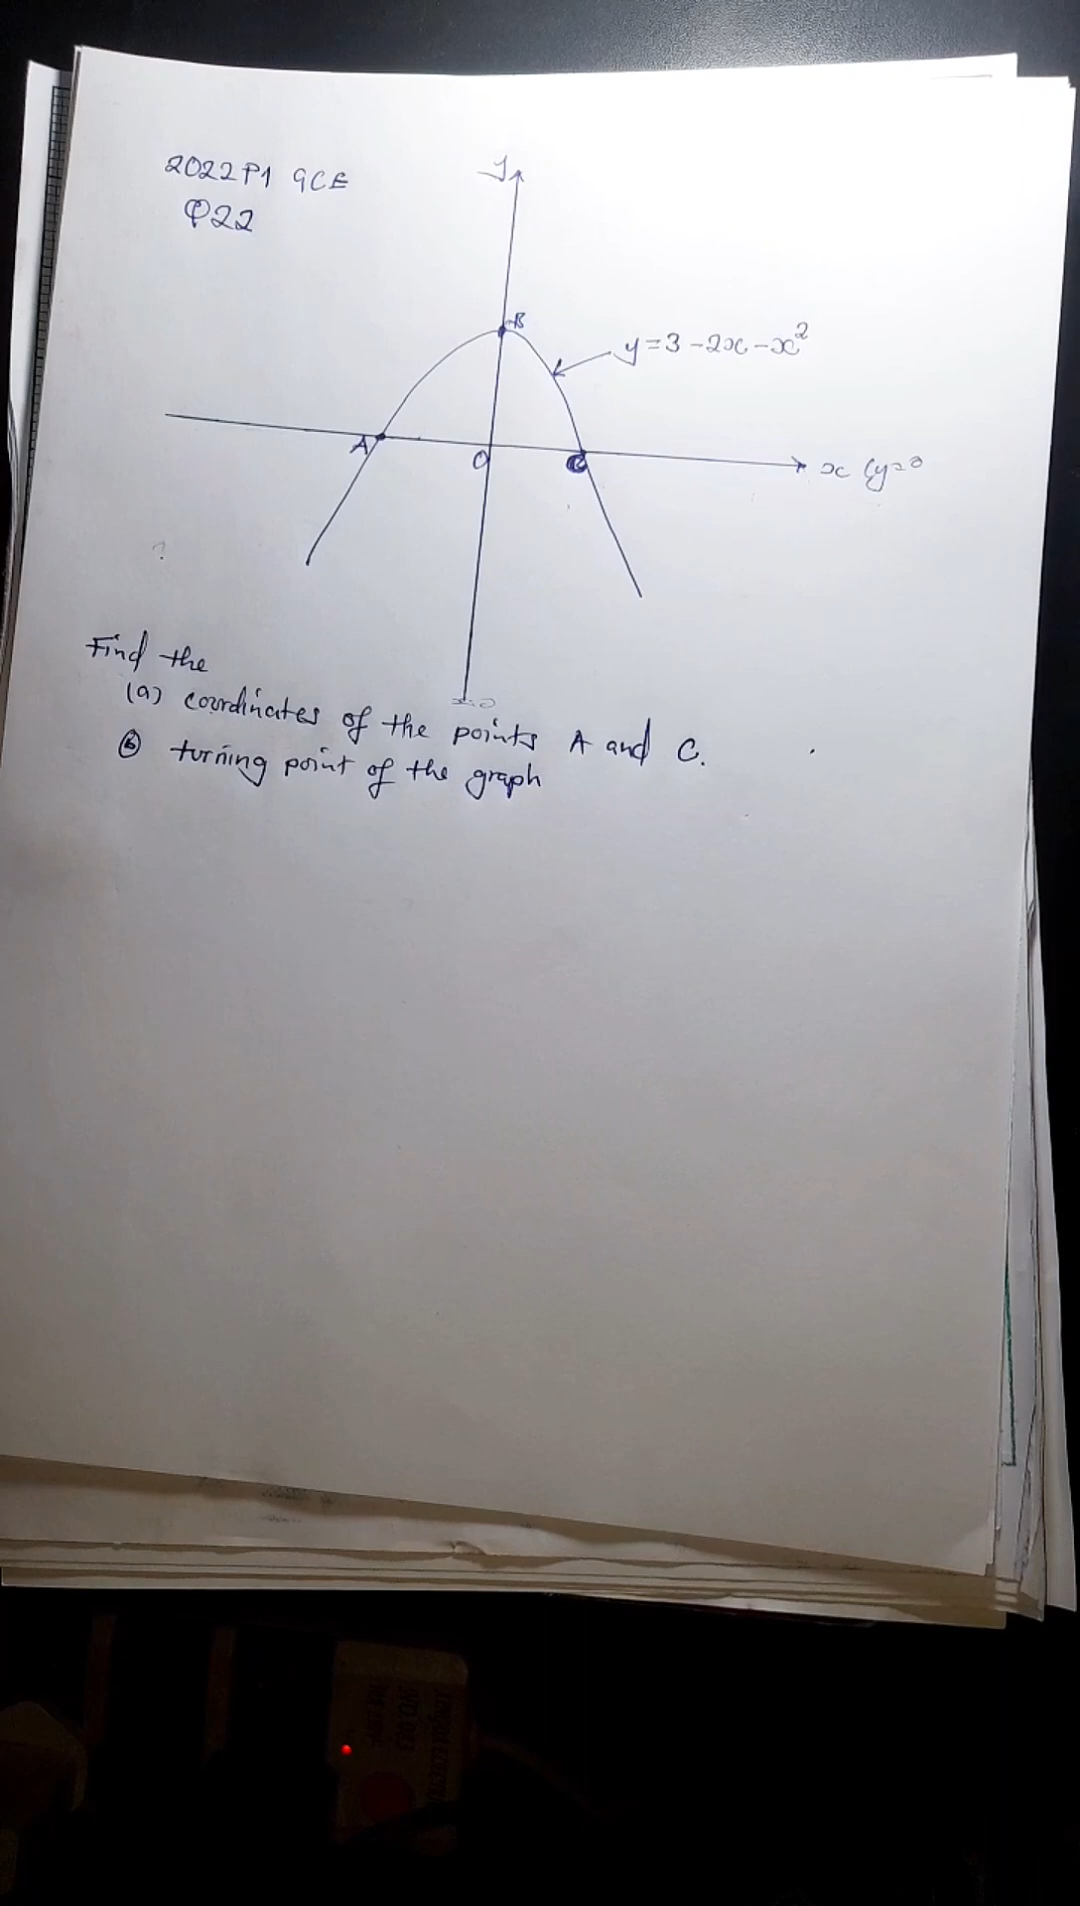 2022 P1 GCE
Q22
y
B
y = 3 - 2x - x²
A
O
C
x (y=0
x=0
Find the
(a) coordinates of the points A and C.
(b) turning point of the graph